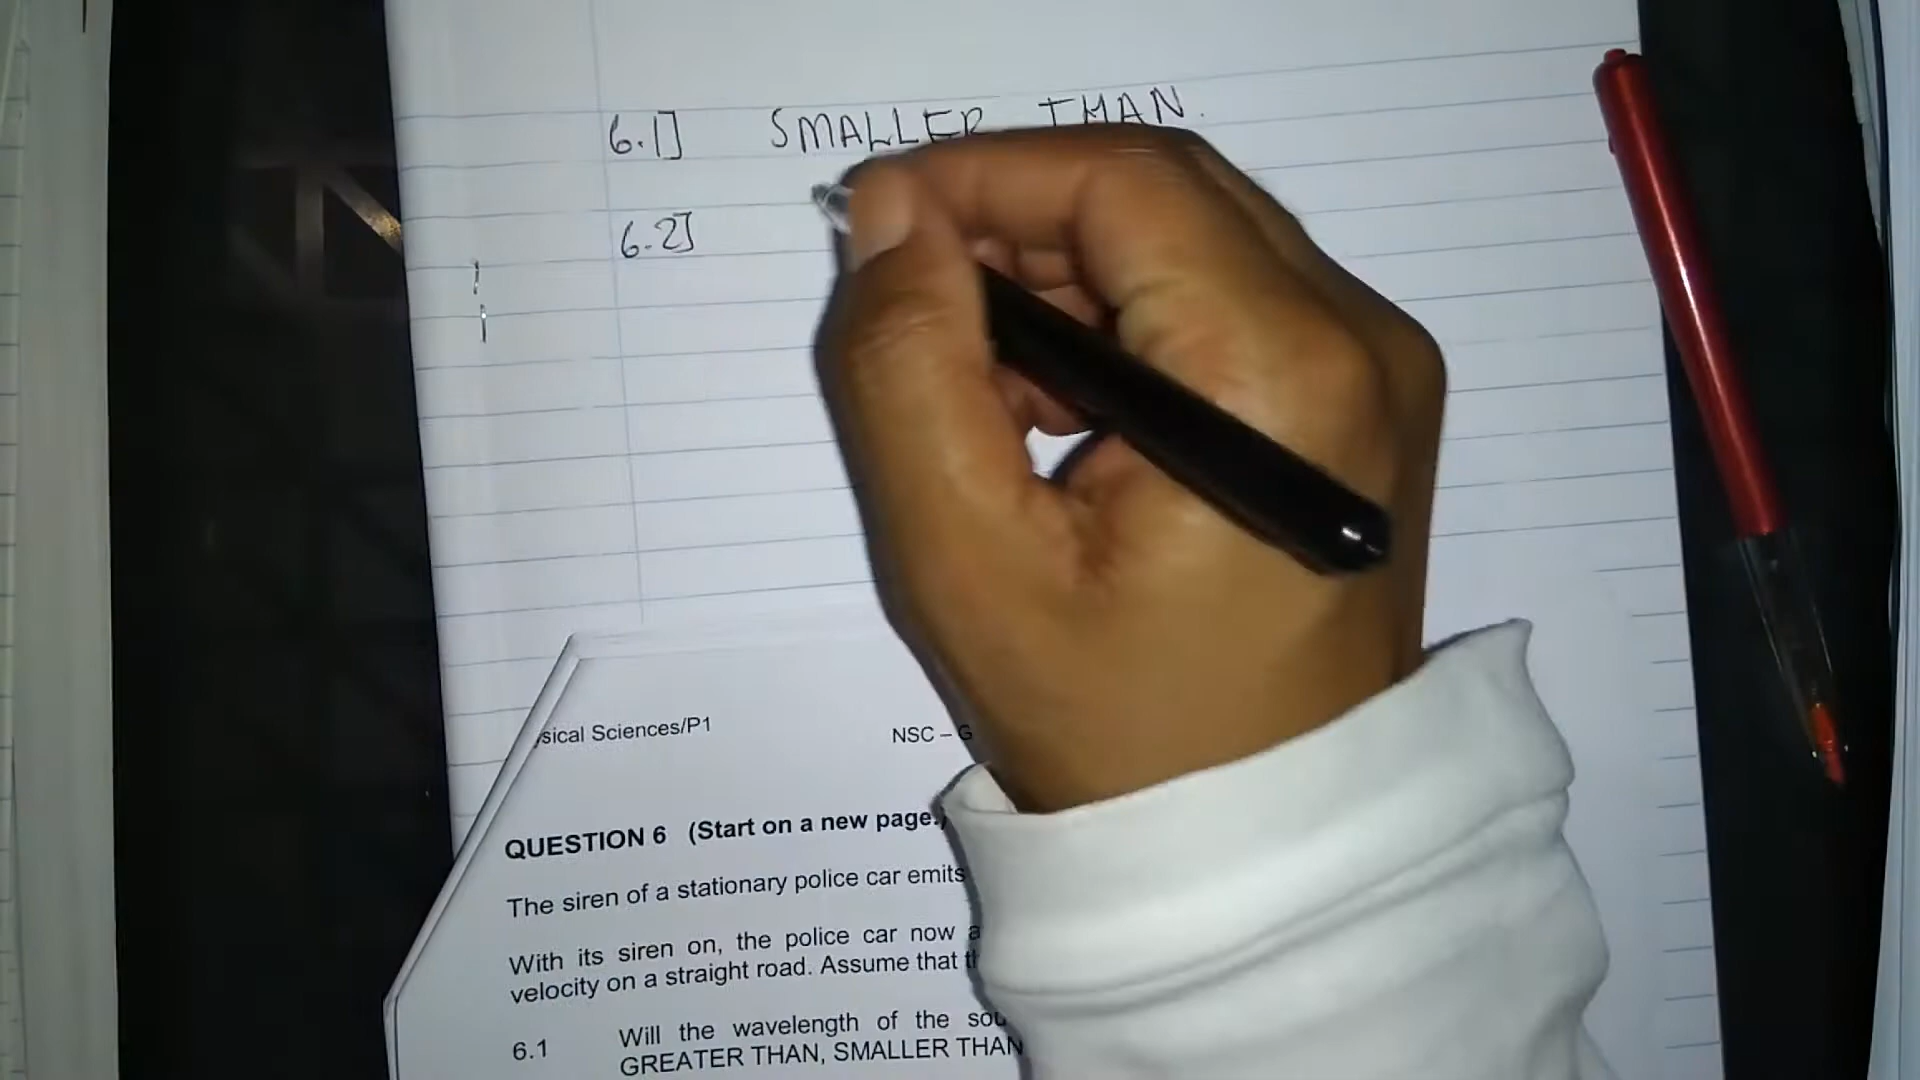 6.1] SMALLER THAN.
6.2]
sical Sciences/P1 NSC – G
QUESTION 6 (Start on a new page.)
The siren of a stationary police car emits
With its siren on, the police car now a
velocity on a straight road. Assume that th
6.1 Will the wavelength of the sou
GREATER THAN, SMALLER THAN